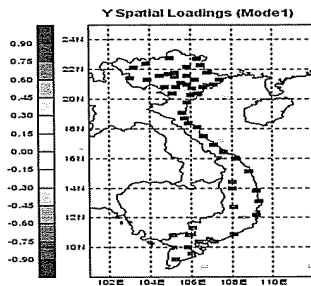 Y Spatial Loadings (Mode1)
0.90
0.75
0.60
0.45
0.30
0.15
0.00
-0.15
-0.30
-0.45
-0.60
-0.75
-0.90
24N
22N
20N
18N
16N
14N
12N
10N
102E 104E 106E 108E 110E